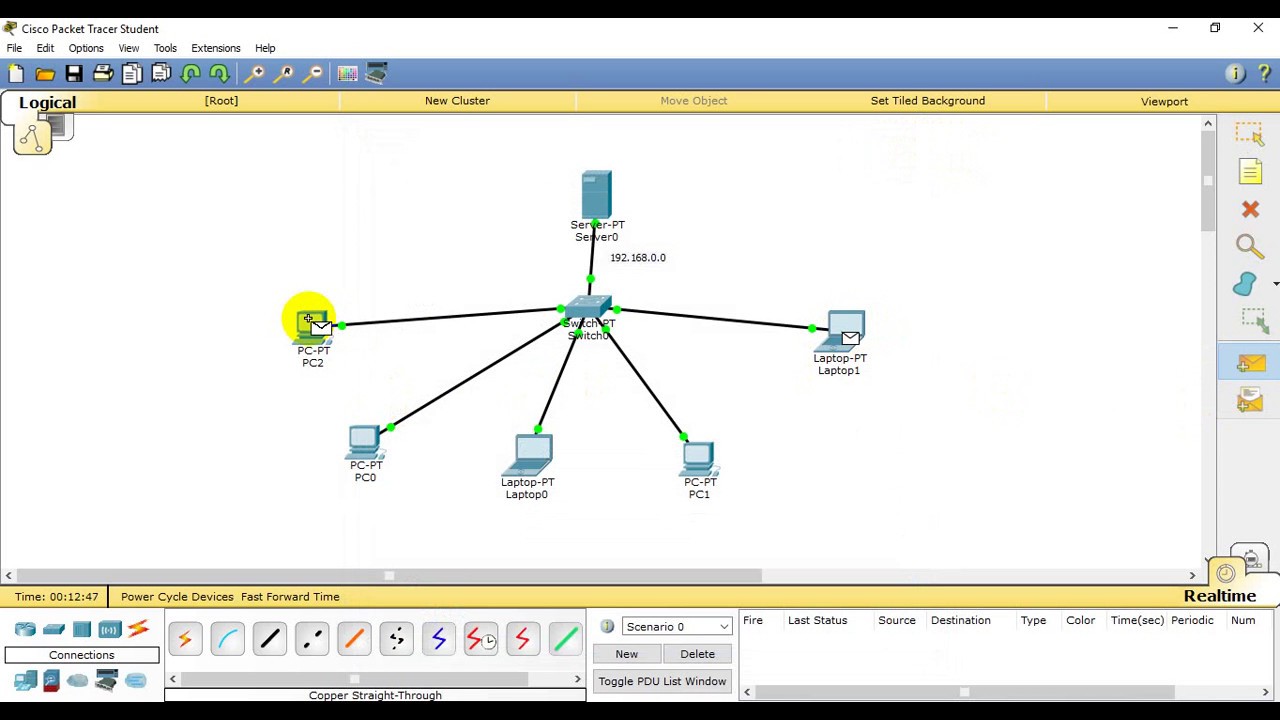 Cisco Packet Tracer Student
File Edit Options View Tools Extensions Help
Logical [Root] New Cluster Move Object Set Tiled Background Viewport
Server-PT
Server0
192.168.0.0
Switch-PT
Switch0
PC-PT
PC2
Laptop-PT
Laptop1
PC-PT
PC0
Laptop-PT
Laptop0
PC-PT
PC1
Time: 00:12:47 Power Cycle Devices Fast Forward Time Realtime
Connections
Copper Straight-Through
Scenario 0
New Delete
Toggle PDU List Window
Fire Last Status Source Destination Type Color Time(sec) Periodic Num